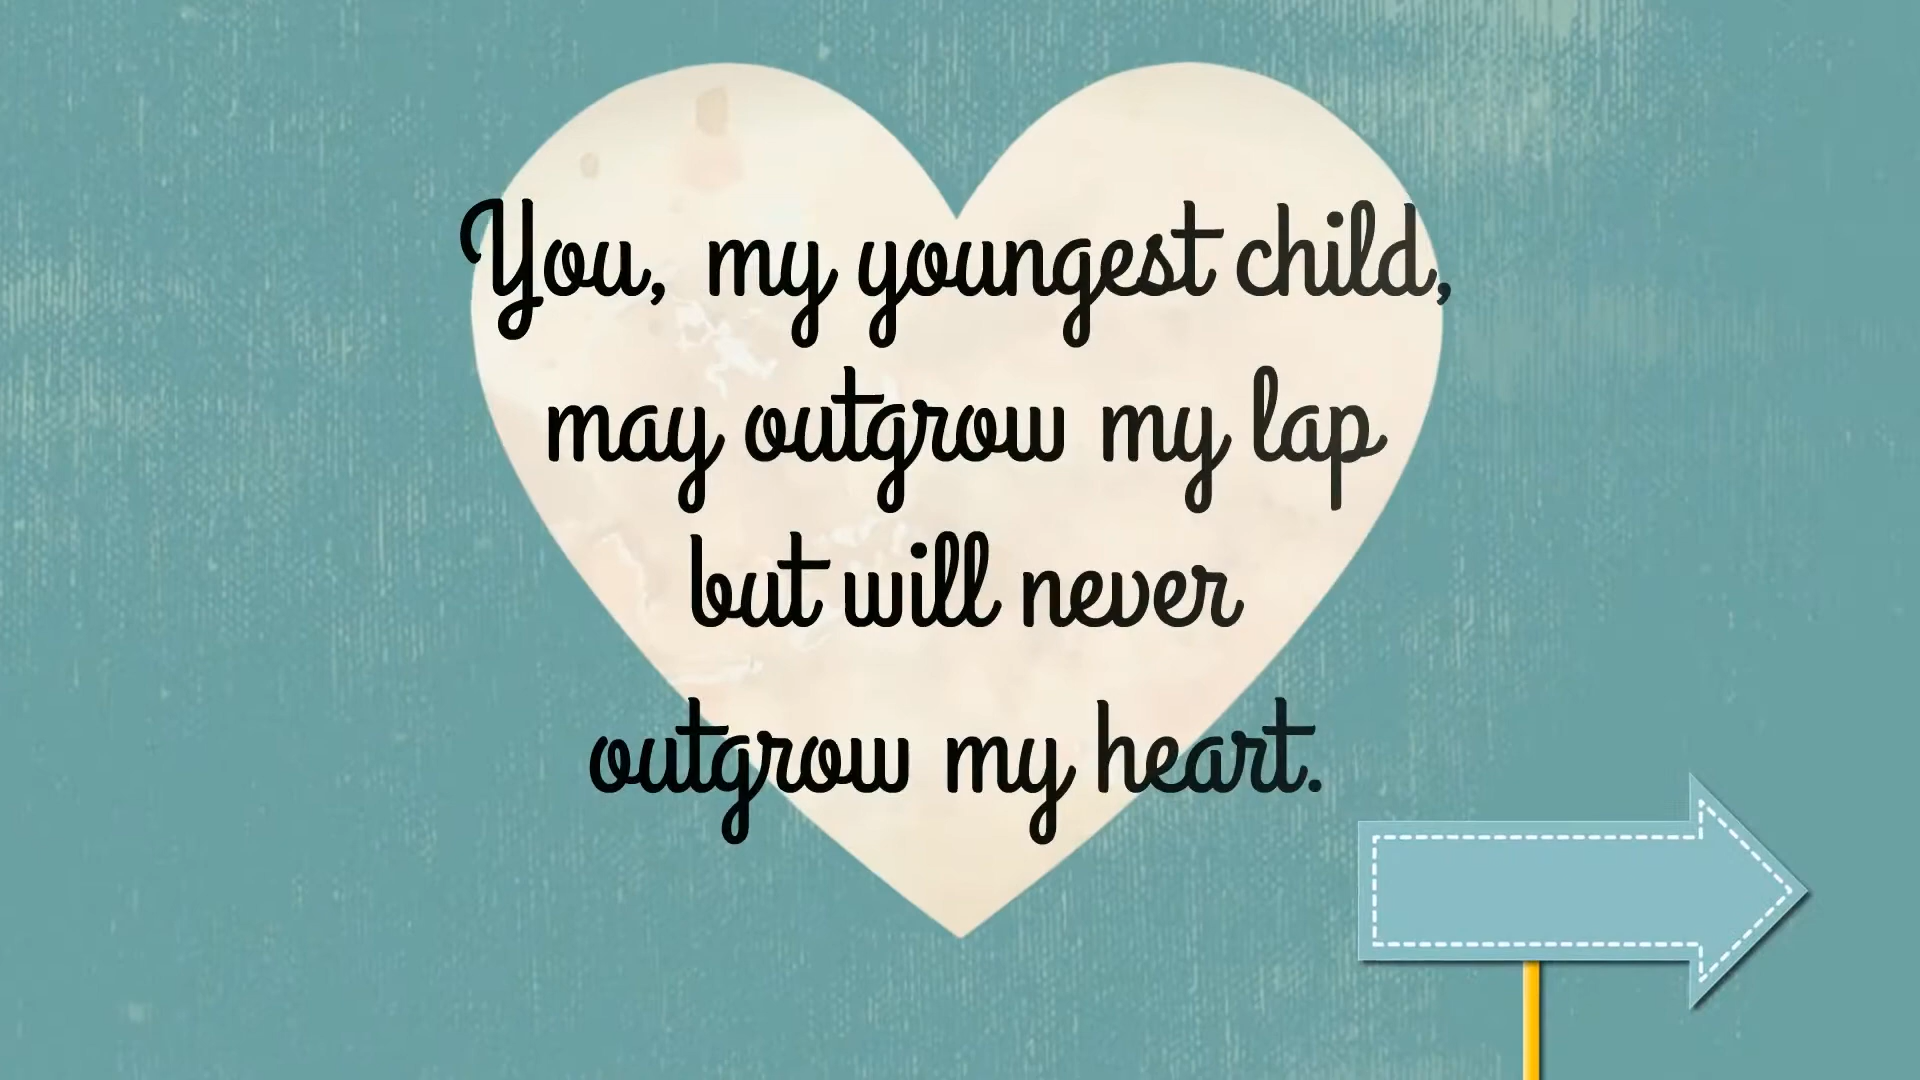 You, my youngest child,
may outgrow my lap
but will never
outgrow my heart.